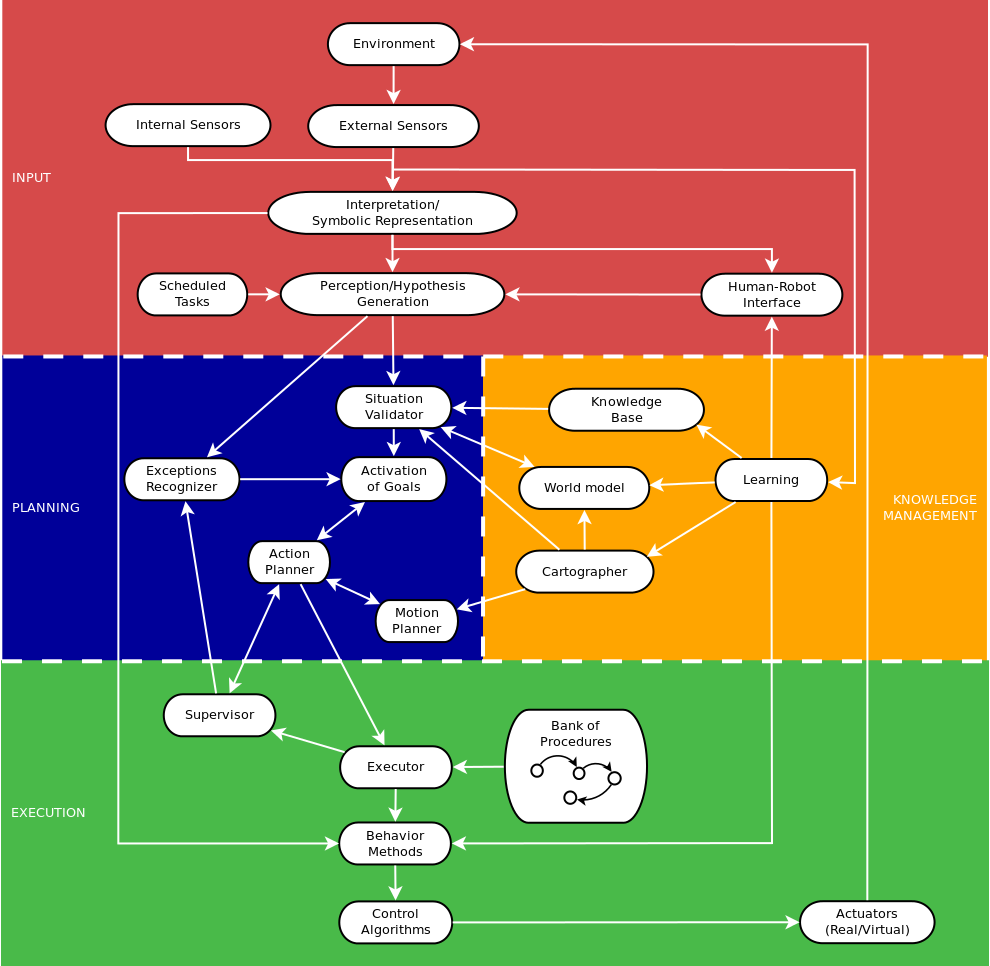 Environment
Internal Sensors
External Sensors
INPUT
Interpretation/
Symbolic Representation
Scheduled
Tasks
Perception/Hypothesis
Generation
Human-Robot
Interface
Situation
Validator
Knowledge
Base
Exceptions
Recognizer
Activation
of Goals
World model
Learning
PLANNING
KNOWLEDGE
MANAGEMENT
Action
Planner
Cartographer
Motion
Planner
Supervisor
Bank of
Procedures
Executor
EXECUTION
Behavior
Methods
Control
Algorithms
Actuators
(Real/Virtual)